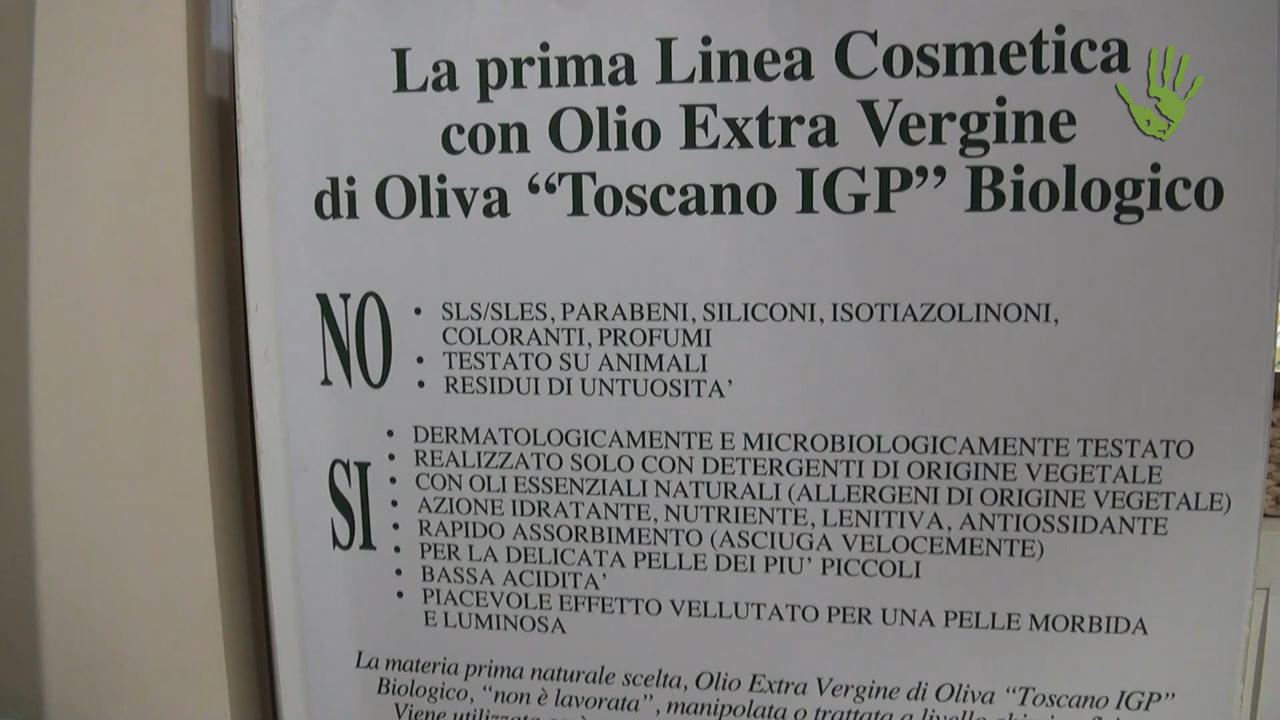 La prima Linea Cosmetica
con Olio Extra Vergine
di Oliva “Toscano IGP” Biologico
NO
• SLS/SLES, PARABENI, SILICONI, ISOTIAZOLINONI,
COLORANTI, PROFUMI
• TESTATO SU ANIMALI
• RESIDUI DI UNTUOSITA’
SI
• DERMATOLOGICAMENTE E MICROBIOLOGICAMENTE TESTATO
• REALIZZATO SOLO CON DETERGENTI DI ORIGINE VEGETALE
• CON OLI ESSENZIALI NATURALI (ALLERGENI DI ORIGINE VEGETALE)
• AZIONE IDRATANTE, NUTRIENTE, LENITIVA, ANTIOSSIDANTE
• RAPIDO ASSORBIMENTO (ASCIUGA VELOCEMENTE)
• PER LA DELICATA PELLE DEI PIU’ PICCOLI
• BASSA ACIDITA’
• PIACEVOLE EFFETTO VELLUTATO PER UNA PELLE MORBIDA
E LUMINOSA
La materia prima naturale scelta, Olio Extra Vergine di Oliva “Toscano IGP”
Biologico, “non è lavorata”, manipolata o trattata a livello
Viene